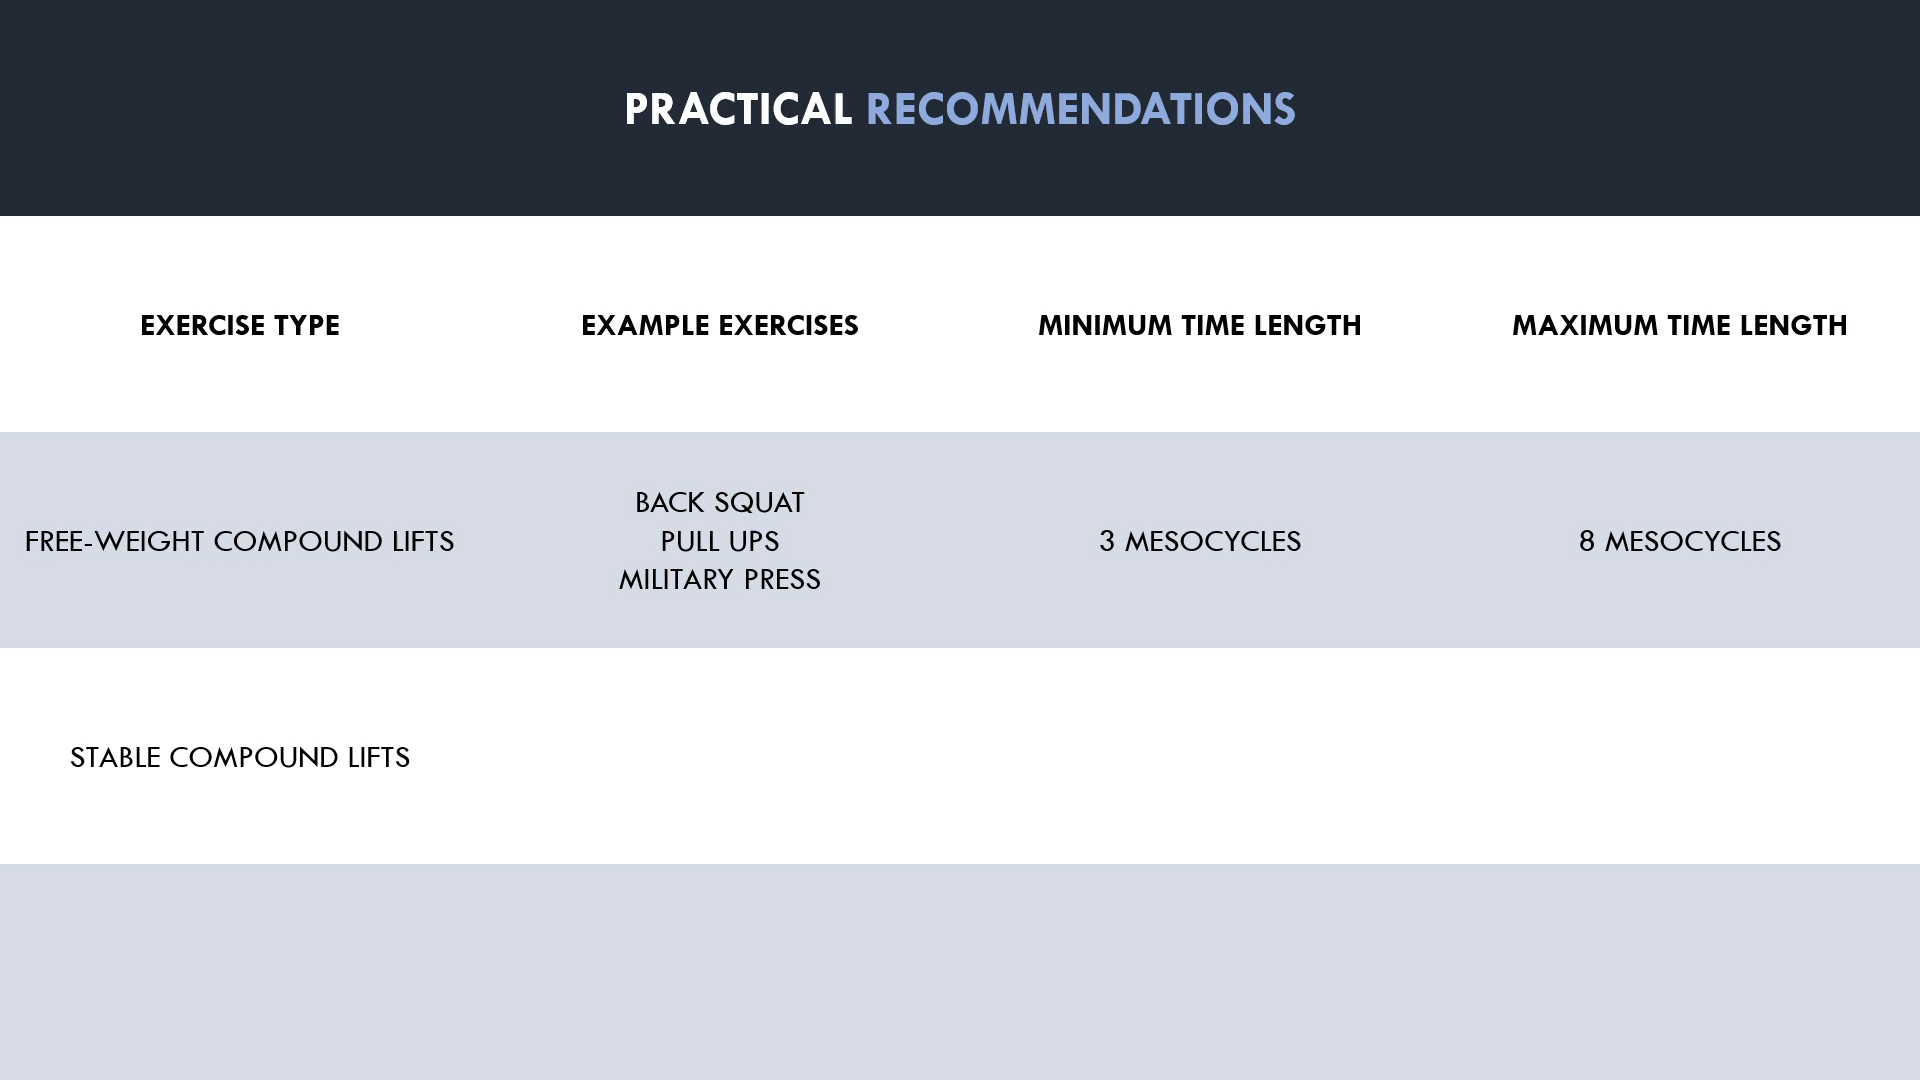 PRACTICAL RECOMMENDATIONS
EXERCISE TYPE
EXAMPLE EXERCISES
MINIMUM TIME LENGTH
MAXIMUM TIME LENGTH
FREE-WEIGHT COMPOUND LIFTS
BACK SQUAT
PULL UPS
MILITARY PRESS
3 MESOCYCLES
8 MESOCYCLES
STABLE COMPOUND LIFTS